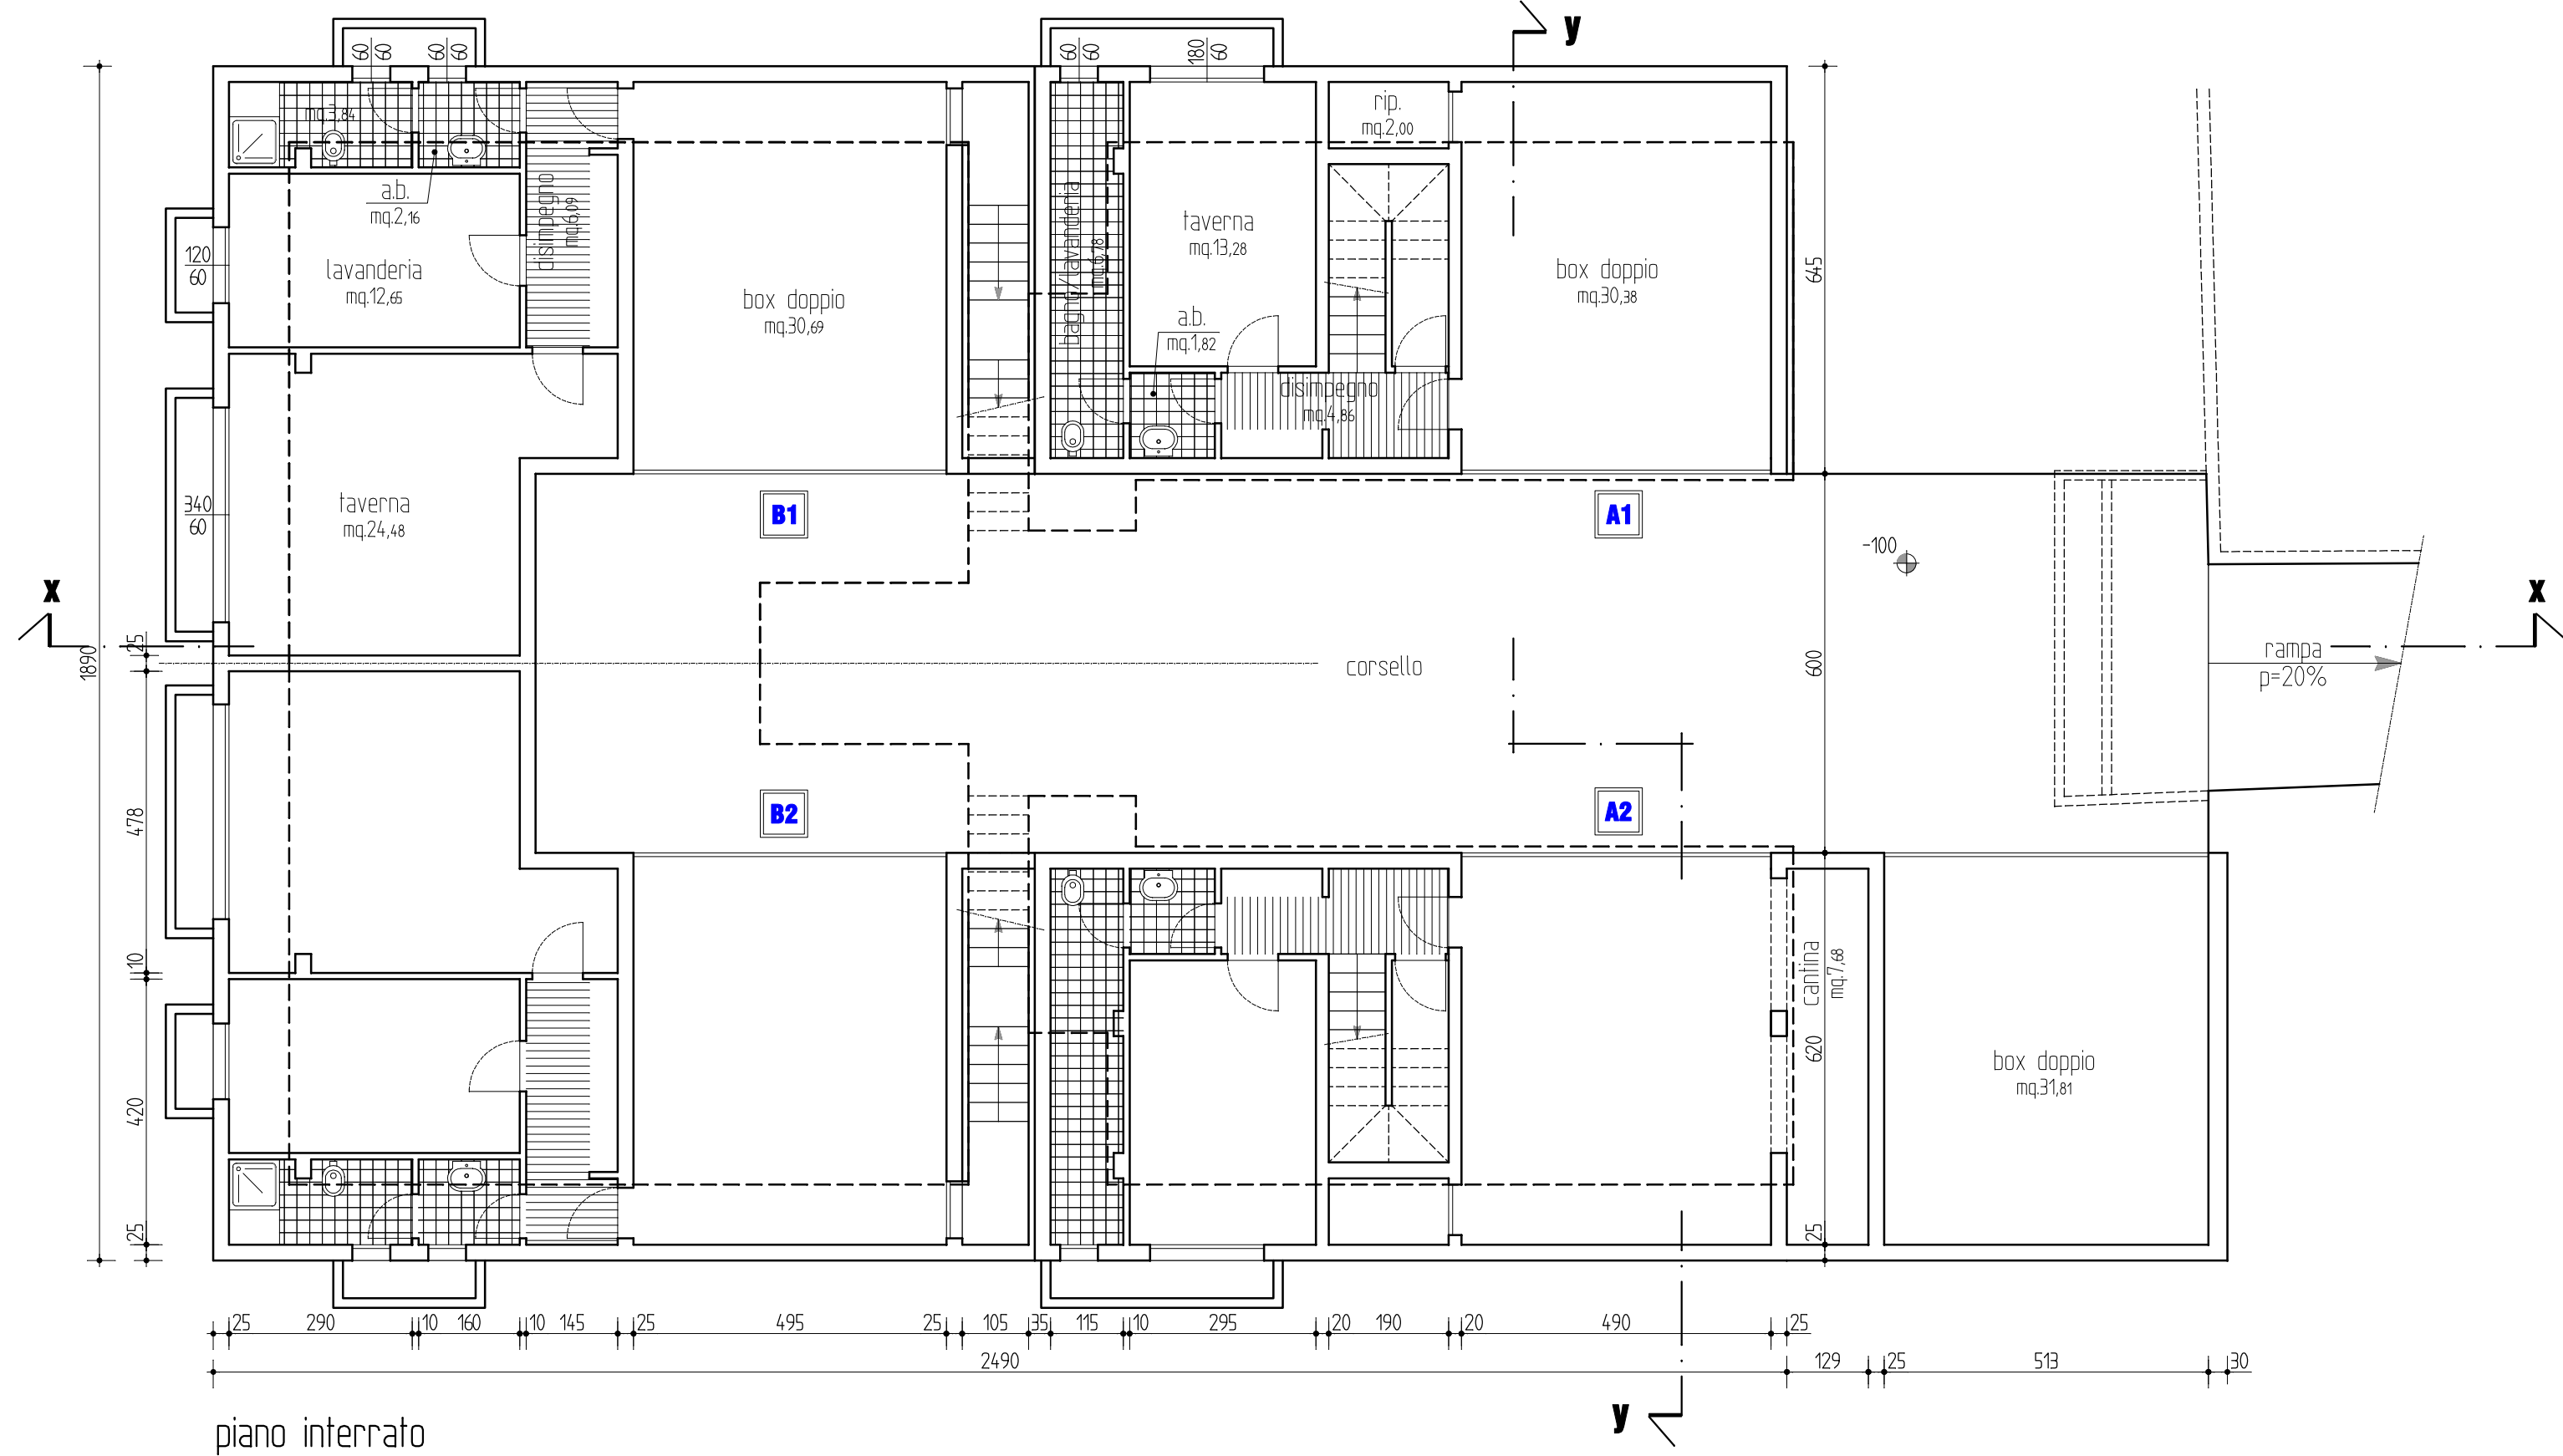 y
60
60
60
60
60
60
180
60
mq.3,84
a.b.
mq.2,16
disimpegno
mq.6,09
lavanderia
mq.12,65
120
60
box doppio
mq.30,69
bagno/lavanderia
mq.6,78
taverna
mq.13,28
a.b.
mq.1,82
rip.
mq.2,00
disimpegno
mq.4,86
box doppio
mq.30,38
645
taverna
mq.24,48
340
60
B1
A1
-100
x
x
1890
25
corsello
600
rampa
p=20%
478
B2
A2
10
420
25
cantina
mq.7,68
620
25
box doppio
mq.31,81
25
290
10
160
10
145
25
495
25
105
35
115
10
295
20
190
20
490
25
2490
129
25
513
30
y
piano interrato